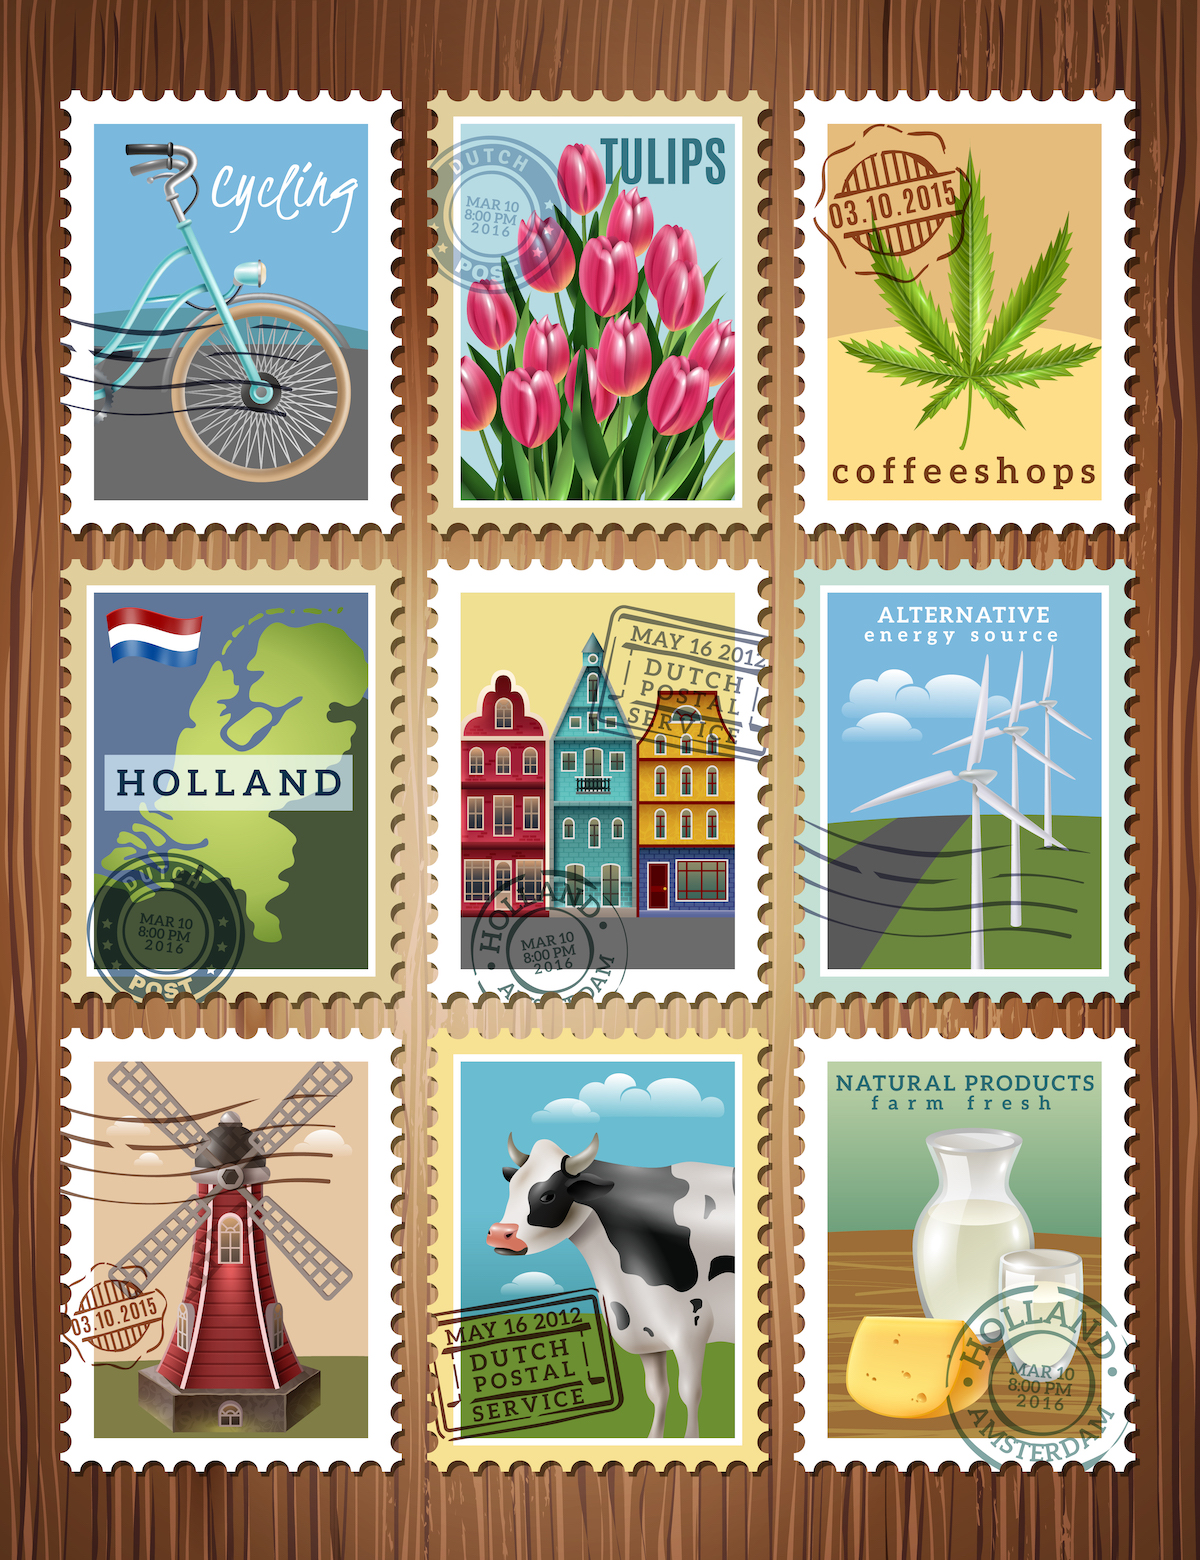 Cycling
TULIPS
DUTCH
MAR 10
8:00 PM
2016
POST
03.10.2015
coffeeshops
HOLLAND
DUTCH
MAR 10
8:00 PM
2016
POST
MAY 16 2012
DUTCH
POSTAL
SERVICE
HOLLAND
MAR 10
8:00 PM
2016
AMSTERDAM
ALTERNATIVE
energy source
03.10.2015
MAY 16 2012
DUTCH
POSTAL
SERVICE
NATURAL PRODUCTS
farm fresh
HOLLAND
MAR 10
8:00 PM
2016
AMSTERDAM